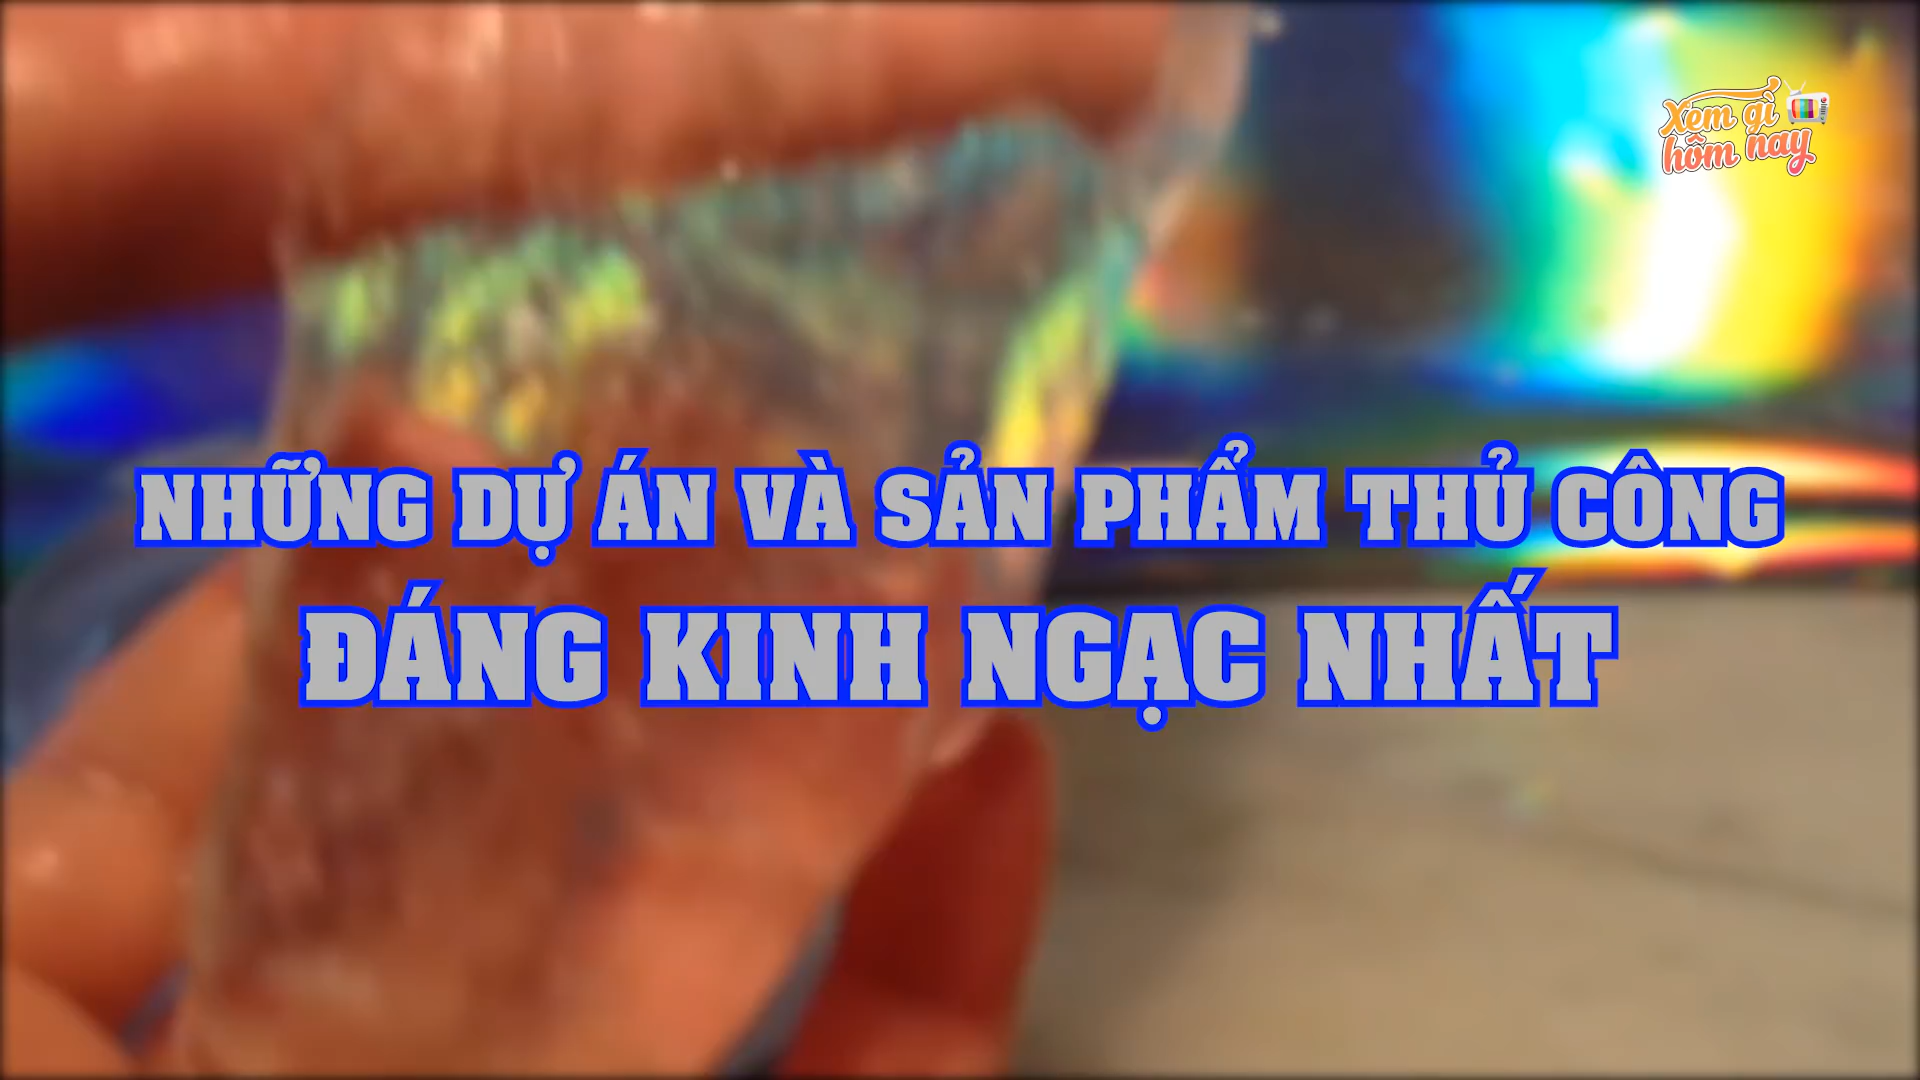 Xem gì
hôm nay
NHỮNG DỰ ÁN VÀ SẢN PHẨM THỦ CÔNG
ĐÁNG KINH NGẠC NHẤT